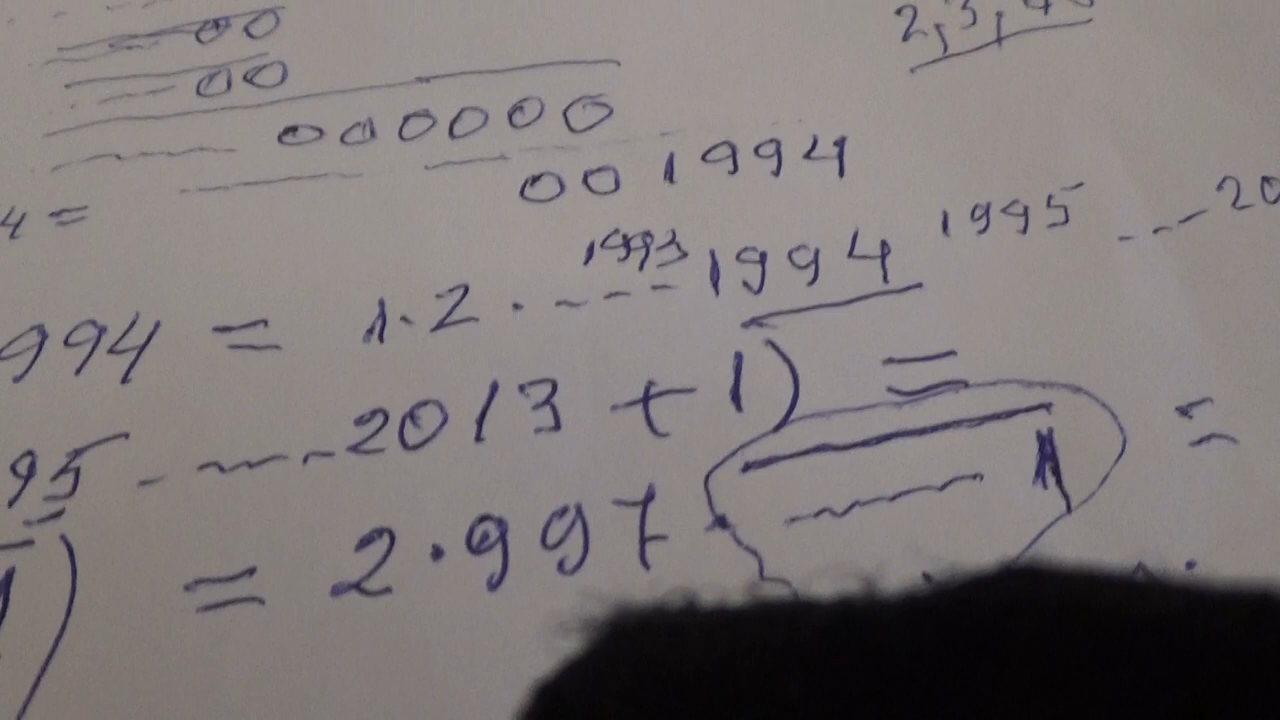 00
2,3,4
00
000000
001994
4 =
994 = 1·2·----1993 1994 1995 ---20
95 ----2013 + 1) =
------1 =
) = 2·997